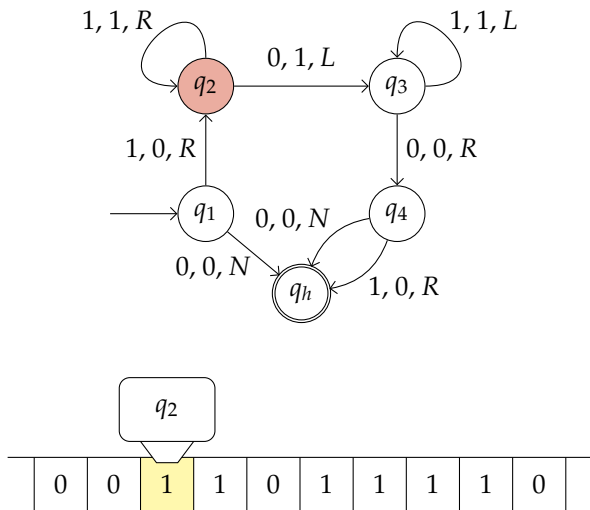 1, 1, R
1, 1, L
0, 1, L
q2
q3
1, 0, R
0, 0, R
q1
0, 0, N
q4
0, 0, N
1, 0, R
qh
q2
0 0 1 1 0 1 1 1 1 0